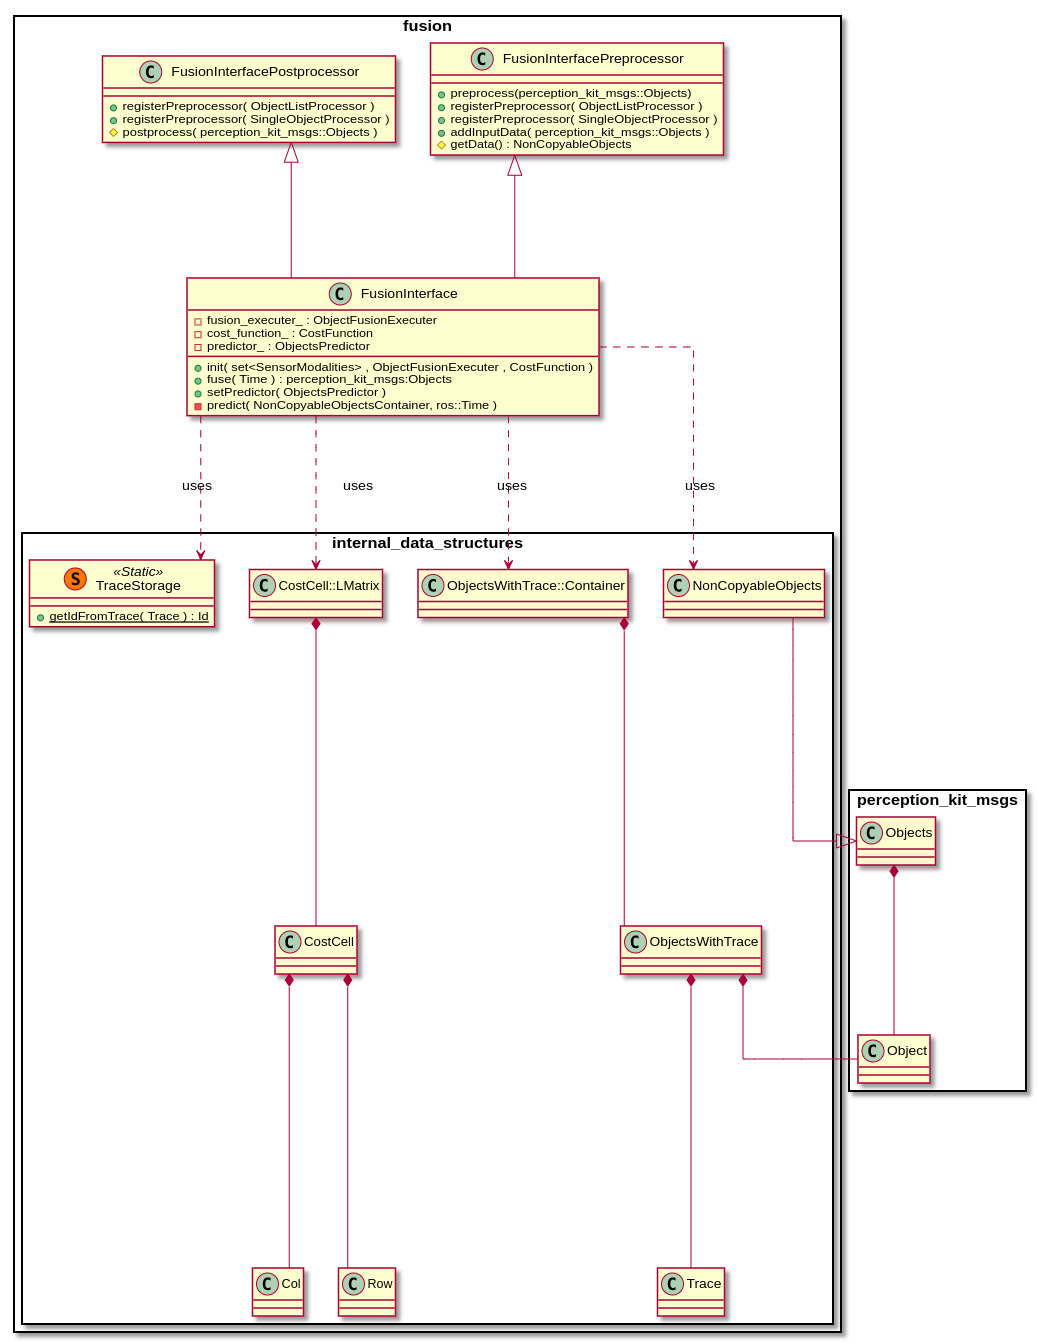 fusion
C FusionInterfacePostprocessor
registerPreprocessor( ObjectListProcessor )
registerPreprocessor( SingleObjectProcessor )
postprocess( perception_kit_msgs::Objects )
C FusionInterfacePreprocessor
preprocess(perception_kit_msgs::Objects)
registerPreprocessor( ObjectListProcessor )
registerPreprocessor( SingleObjectProcessor )
addInputData( perception_kit_msgs::Objects )
getData() : NonCopyableObjects
C FusionInterface
fusion_executer_ : ObjectFusionExecuter
cost_function_ : CostFunction
predictor_ : ObjectsPredictor
init( set<SensorModalities> , ObjectFusionExecuter , CostFunction )
fuse( Time ) : perception_kit_msgs:Objects
setPredictor( ObjectsPredictor )
predict( NonCopyableObjectsContainer, ros::Time )
uses
uses
uses
uses
internal_data_structures
S «Static»
TraceStorage
getIdFromTrace( Trace ) : Id
C CostCell::LMatrix
C ObjectsWithTrace::Container
C NonCopyableObjects
perception_kit_msgs
C Objects
C CostCell
C ObjectsWithTrace
C Object
C Col
C Row
C Trace